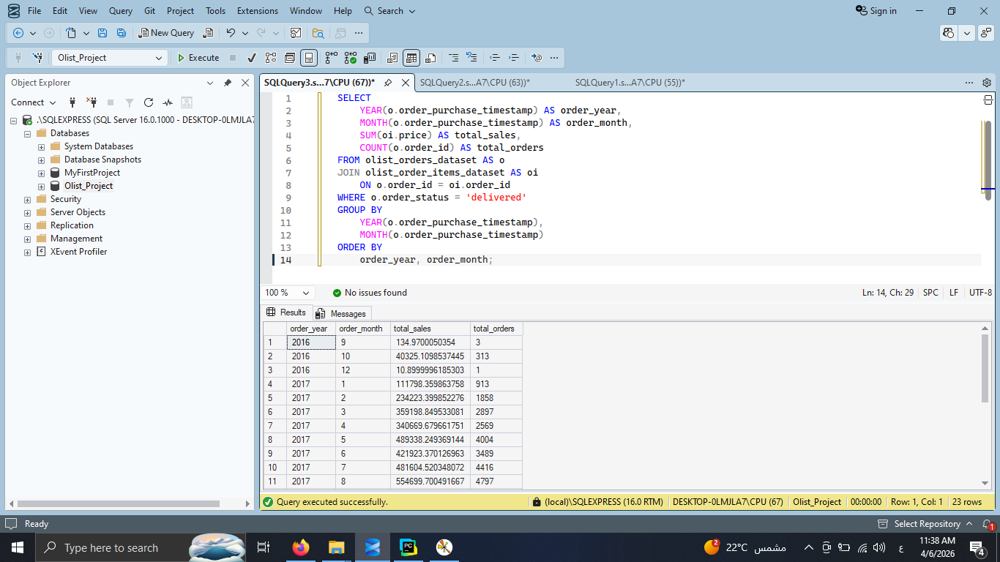 File Edit View Query Git Project Tools Extensions Window Help Search Sign in
New Query
Olist_Project Execute
Object Explorer
Connect
.\SQLEXPRESS (SQL Server 16.0.1000 - DESKTOP-0LMJLA7
Databases
System Databases
Database Snapshots
MyFirstProject
Olist_Project
Security
Server Objects
Replication
Management
XEvent Profiler
SQLQuery3.s...7\CPU (67))* SQLQuery2.s...A7\CPU (63))* SQLQuery1.s...A7\CPU (55))*
1 SELECT
2 YEAR(o.order_purchase_timestamp) AS order_year,
3 MONTH(o.order_purchase_timestamp) AS order_month,
4 SUM(oi.price) AS total_sales,
5 COUNT(o.order_id) AS total_orders
6 FROM olist_orders_dataset AS o
7 JOIN olist_order_items_dataset AS oi
8 ON o.order_id = oi.order_id
9 WHERE o.order_status = 'delivered'
10 GROUP BY
11 YEAR(o.order_purchase_timestamp),
12 MONTH(o.order_purchase_timestamp)
13 ORDER BY
14 order_year, order_month;
100 % No issues found Ln: 14, Ch: 29 SPC LF UTF-8
Results Messages
order_year order_month total_sales total_orders
1 2016 9 134.9700050354 3
2 2016 10 40325.1098537445 313
3 2016 12 10.8999996185303 1
4 2017 1 111798.359863758 913
5 2017 2 234223.399852276 1858
6 2017 3 359198.849533081 2897
7 2017 4 340669.679661751 2569
8 2017 5 489338.249369144 4004
9 2017 6 421923.370126963 3489
10 2017 7 481604.520348072 4416
11 2017 8 554699.700491667 4797
Query executed successfully. (local)\SQLEXPRESS (16.0 RTM) DESKTOP-0LMJLA7\CPU (67) Olist_Project 00:00:00 Row: 1, Col: 1 23 rows
Ready Select Repository 1
Type here to search PC 2 22°C مشمس ع 11:38 AM
4/6/2026 4